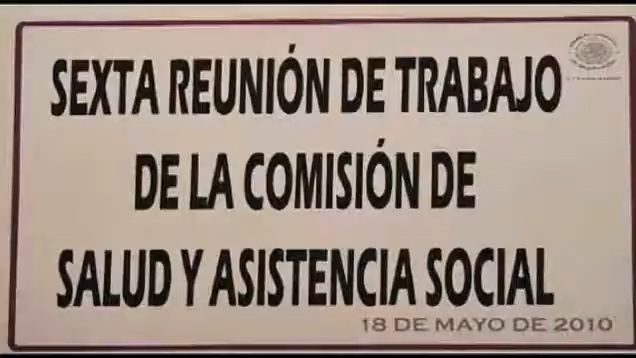 SEXTA REUNIÓN DE TRABAJO
DE LA COMISIÓN DE
SALUD Y ASISTENCIA SOCIAL
18 DE MAYO DE 2010